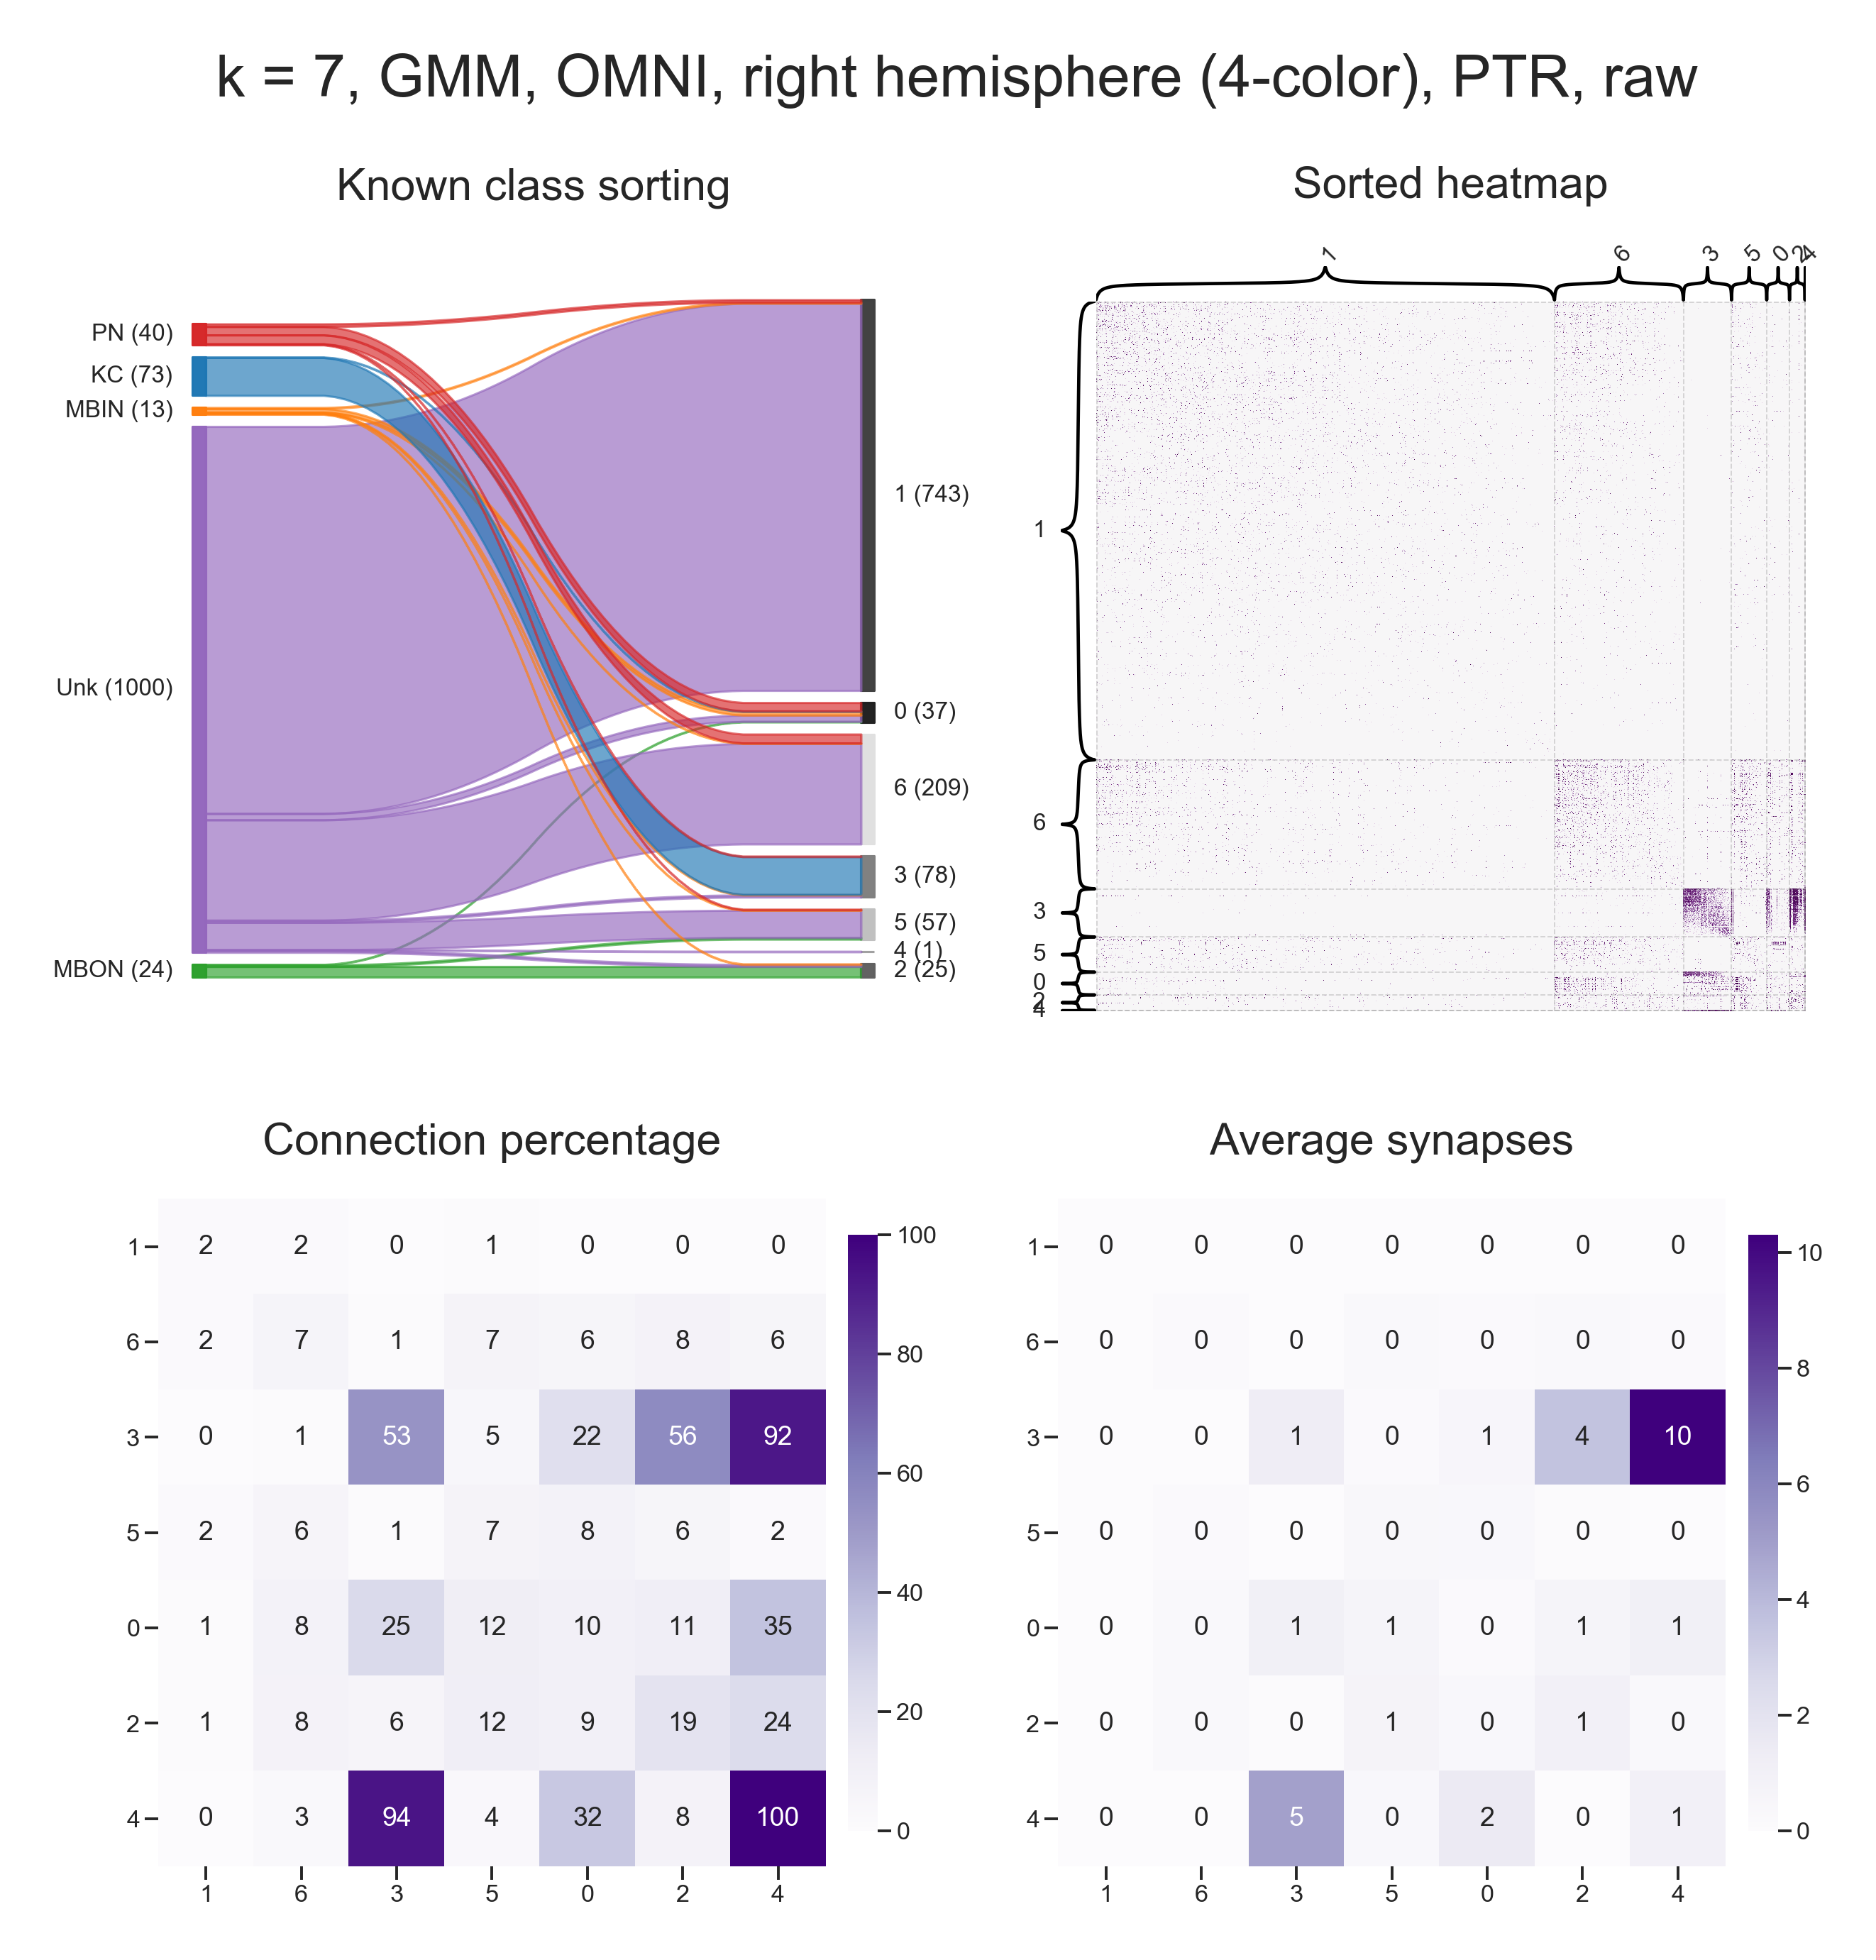 k = 7, GMM, OMNI, right hemisphere (4-color), PTR, raw
Known class sorting
PN (40)
KC (73)
MBIN (13)
Unk (1000)
MBON (24)
1 (743)
0 (37)
6 (209)
3 (78)
5 (57)
4 (1)
2 (25)
Sorted heatmap
1 6 3 5 0 2 4
1
6
3
5
0
2
4
Connection percentage
1 2 2 0 1 0 0 0
6 2 7 1 7 6 8 6
3 0 1 53 5 22 56 92
5 2 6 1 7 8 6 2
0 1 8 25 12 10 11 35
2 1 8 6 12 9 19 24
4 0 3 94 4 32 8 100
1 6 3 5 0 2 4
100
80
60
40
20
0
Average synapses
1 0 0 0 0 0 0 0
6 0 0 0 0 0 0 0
3 0 0 1 0 1 4 10
5 0 0 0 0 0 0 0
0 0 0 1 1 0 1 1
2 0 0 0 1 0 1 0
4 0 0 5 0 2 0 1
1 6 3 5 0 2 4
10
8
6
4
2
0